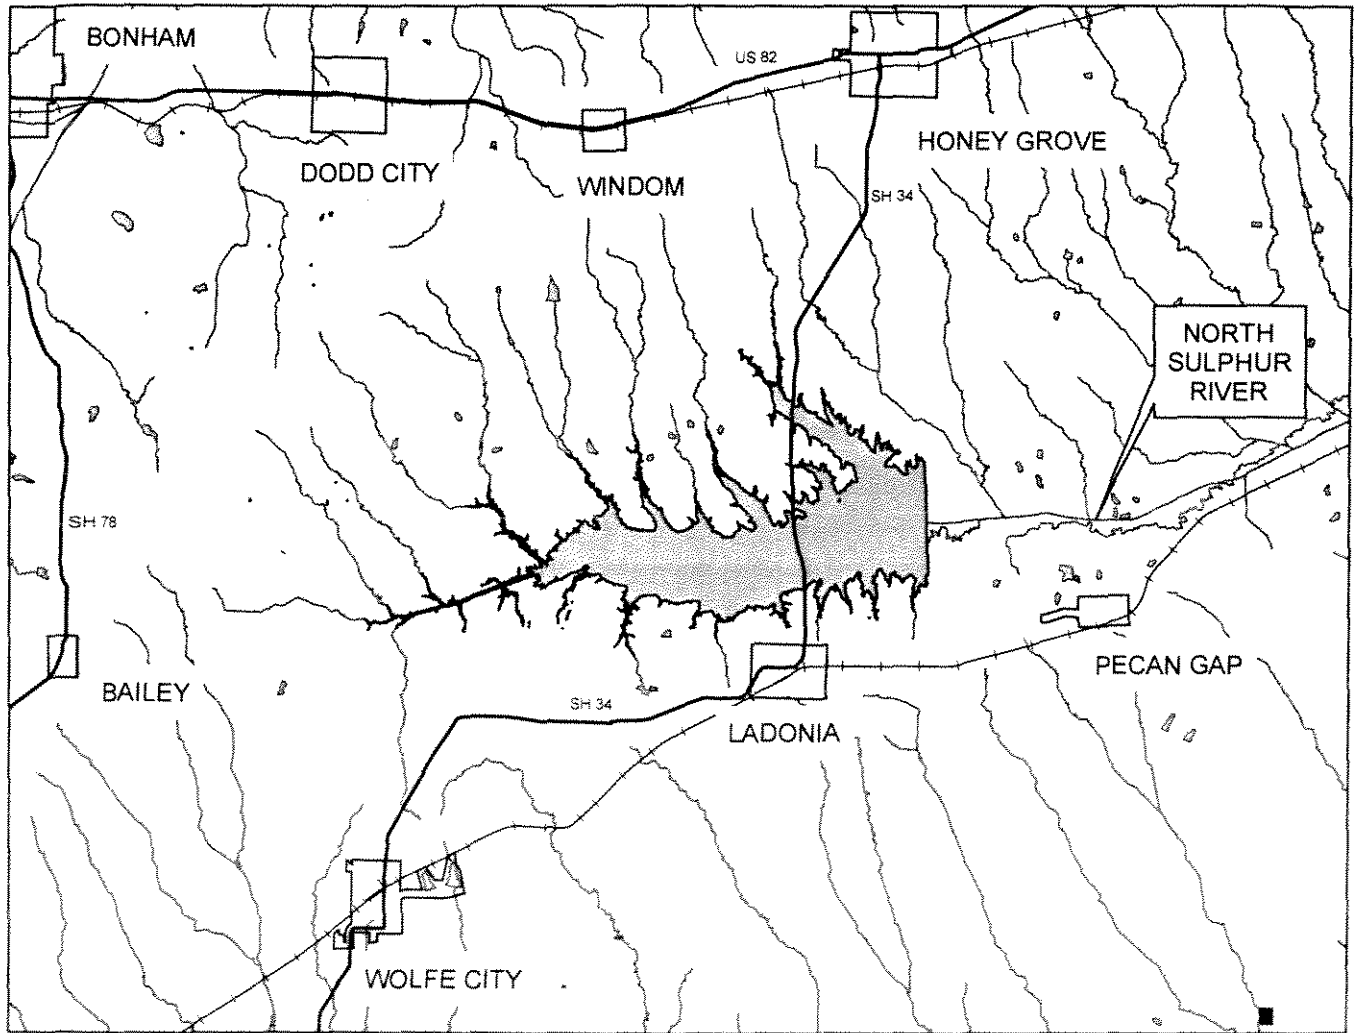 BONHAM
US 82
HONEY GROVE
DODD CITY
WINDOM
SH 34
NORTH
SULPHUR
RIVER
SH 78
PECAN GAP
BAILEY
SH 34
LADONIA
WOLFE CITY